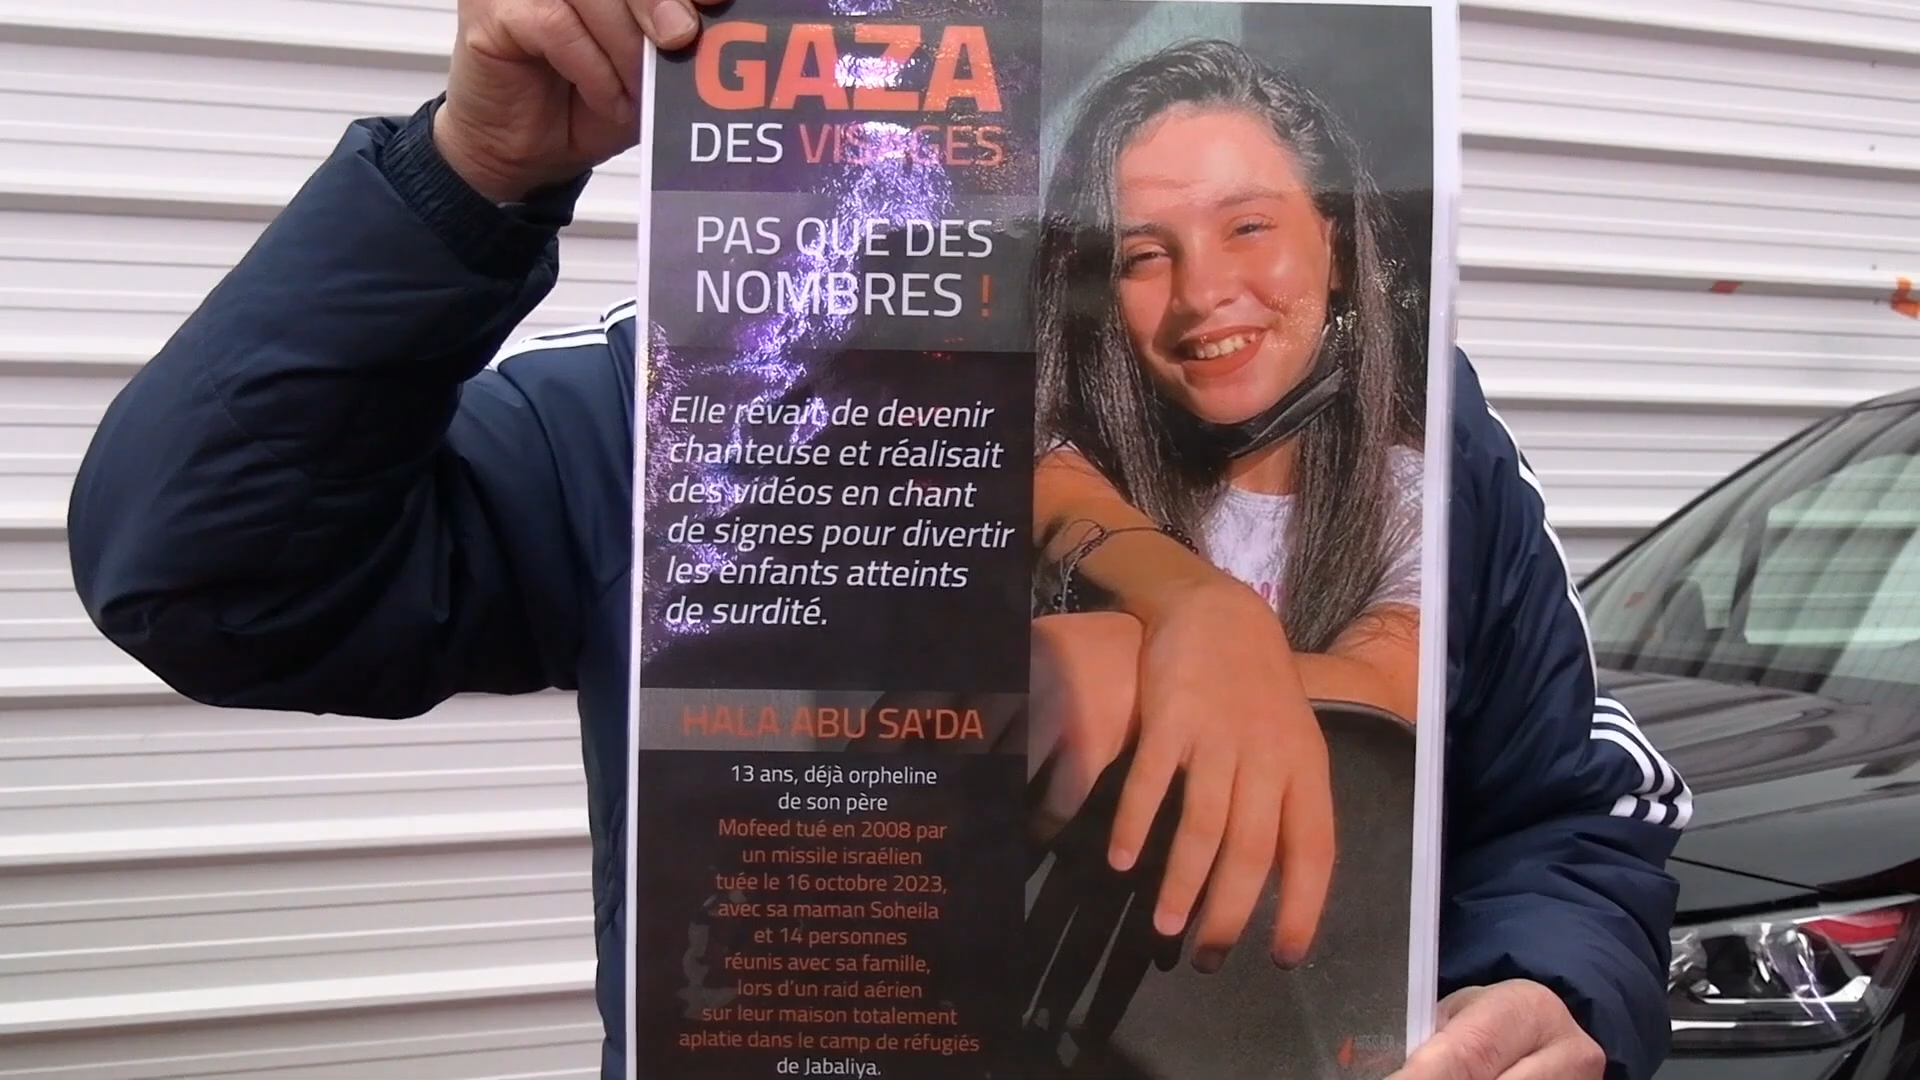 GAZA
DES VISAGES
PAS QUE DES
NOMBRES !
Elle rêvait de devenir
chanteuse et réalisait
des vidéos en chant
de signes pour divertir
les enfants atteints
de surdité.
HALA ABU SA'DA
13 ans, déjà orpheline
de son père
Mofeed tué en 2008 par
un missile israélien
tuée le 16 octobre 2023,
avec sa maman Soheila
et 14 personnes
réunis avec sa famille,
lors d'un raid aérien
sur leur maison totalement
aplatie dans le camp de réfugiés
de Jabaliya.